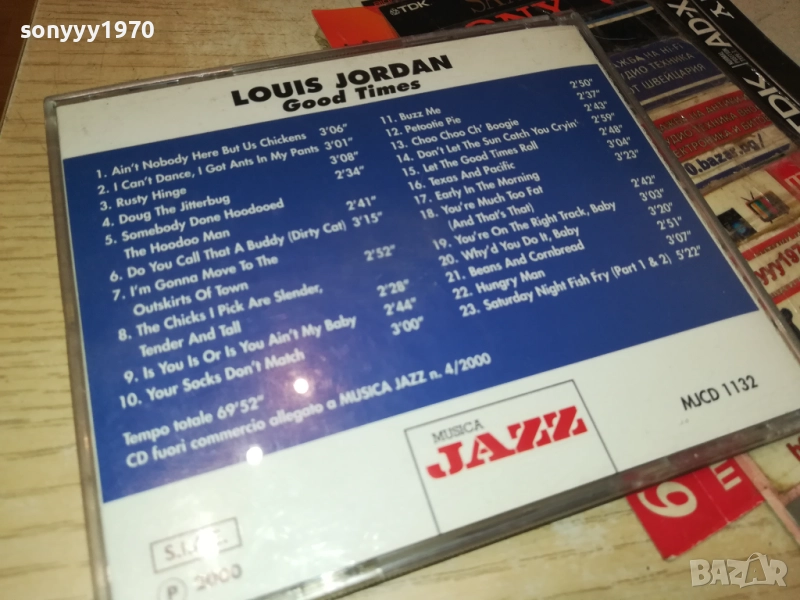 sonyyy1970
LOUIS JORDAN
Good Times
1. Ain't Nobody Here But Us Chickens 3'06"
2. I Can't Dance, I Got Ants In My Pants 3'01"
3. Rusty Hinge 3'08"
4. Doug The Jitterbug 2'34"
5. Somebody Done Hoodooed
The Hoodoo Man 2'41"
6. Do You Call That A Buddy (Dirty Cat) 3'15"
7. I'm Gonna Move To The
Outskirts Of Town 2'52"
8. The Chicks I Pick Are Slender,
Tender And Tall 2'28"
9. Is You Is Or Is You Ain't My Baby 2'44"
10. Your Socks Don't Match 3'00"
11. Buzz Me 2'50"
12. Petootie Pie 2'37"
13. Choo Choo Ch' Boogie 2'43"
14. Don't Let The Sun Catch You Cryin' 2'59"
15. Let The Good Times Roll 2'48"
16. Texas And Pacific 3'04"
17. Early In The Morning 3'23"
18. You're Much Too Fat
(And That's That) 2'42"
19. You're On The Right Track, Baby 3'03"
20. Why'd You Do It, Baby 3'20"
21. Beans And Cornbread 2'51"
22. Hungry Man 3'07"
23. Saturday Night Fish Fry (Part 1 & 2) 5'22"
Tempo totale 69'52"
CD fuori commercio allegato a MUSICA JAZZ n. 4/2000
MUSICA
JAZZ
MJCD 1132
S.I.A.E.
℗ 2000
TDK
SONY
TDK
ADX
ОТ ШВЕЙЦАРИЯ
0.bazar.bg/
6
BAZAR